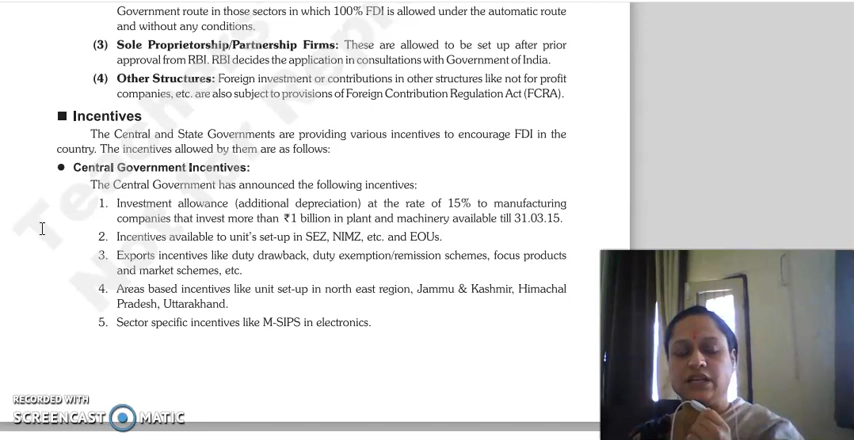 Government route in those sectors in which 100% FDI is allowed under the automatic route
and without any conditions.
(3) Sole Proprietorship/Partnership Firms: These are allowed to be set up after prior
approval from RBI. RBI decides the application in consultations with Government of India.
(4) Other Structures: Foreign investment or contributions in other structures like not for profit
companies, etc. are also subject to provisions of Foreign Contribution Regulation Act (FCRA).
■ Incentives
The Central and State Governments are providing various incentives to encourage FDI in the
country. The incentives allowed by them are as follows:
● Central Government Incentives:
The Central Government has announced the following incentives:
1. Investment allowance (additional depreciation) at the rate of 15% to manufacturing
companies that invest more than ₹1 billion in plant and machinery available till 31.03.15.
2. Incentives available to unit's set-up in SEZ, NIMZ, etc. and EOUs.
3. Exports incentives like duty drawback, duty exemption/remission schemes, focus products
and market schemes, etc.
4. Areas based incentives like unit set-up in north east region, Jammu & Kashmir, Himachal
Pradesh, Uttarakhand.
5. Sector specific incentives like M-SIPS in electronics.
RECORDED WITH
SCREENCAST MATIC